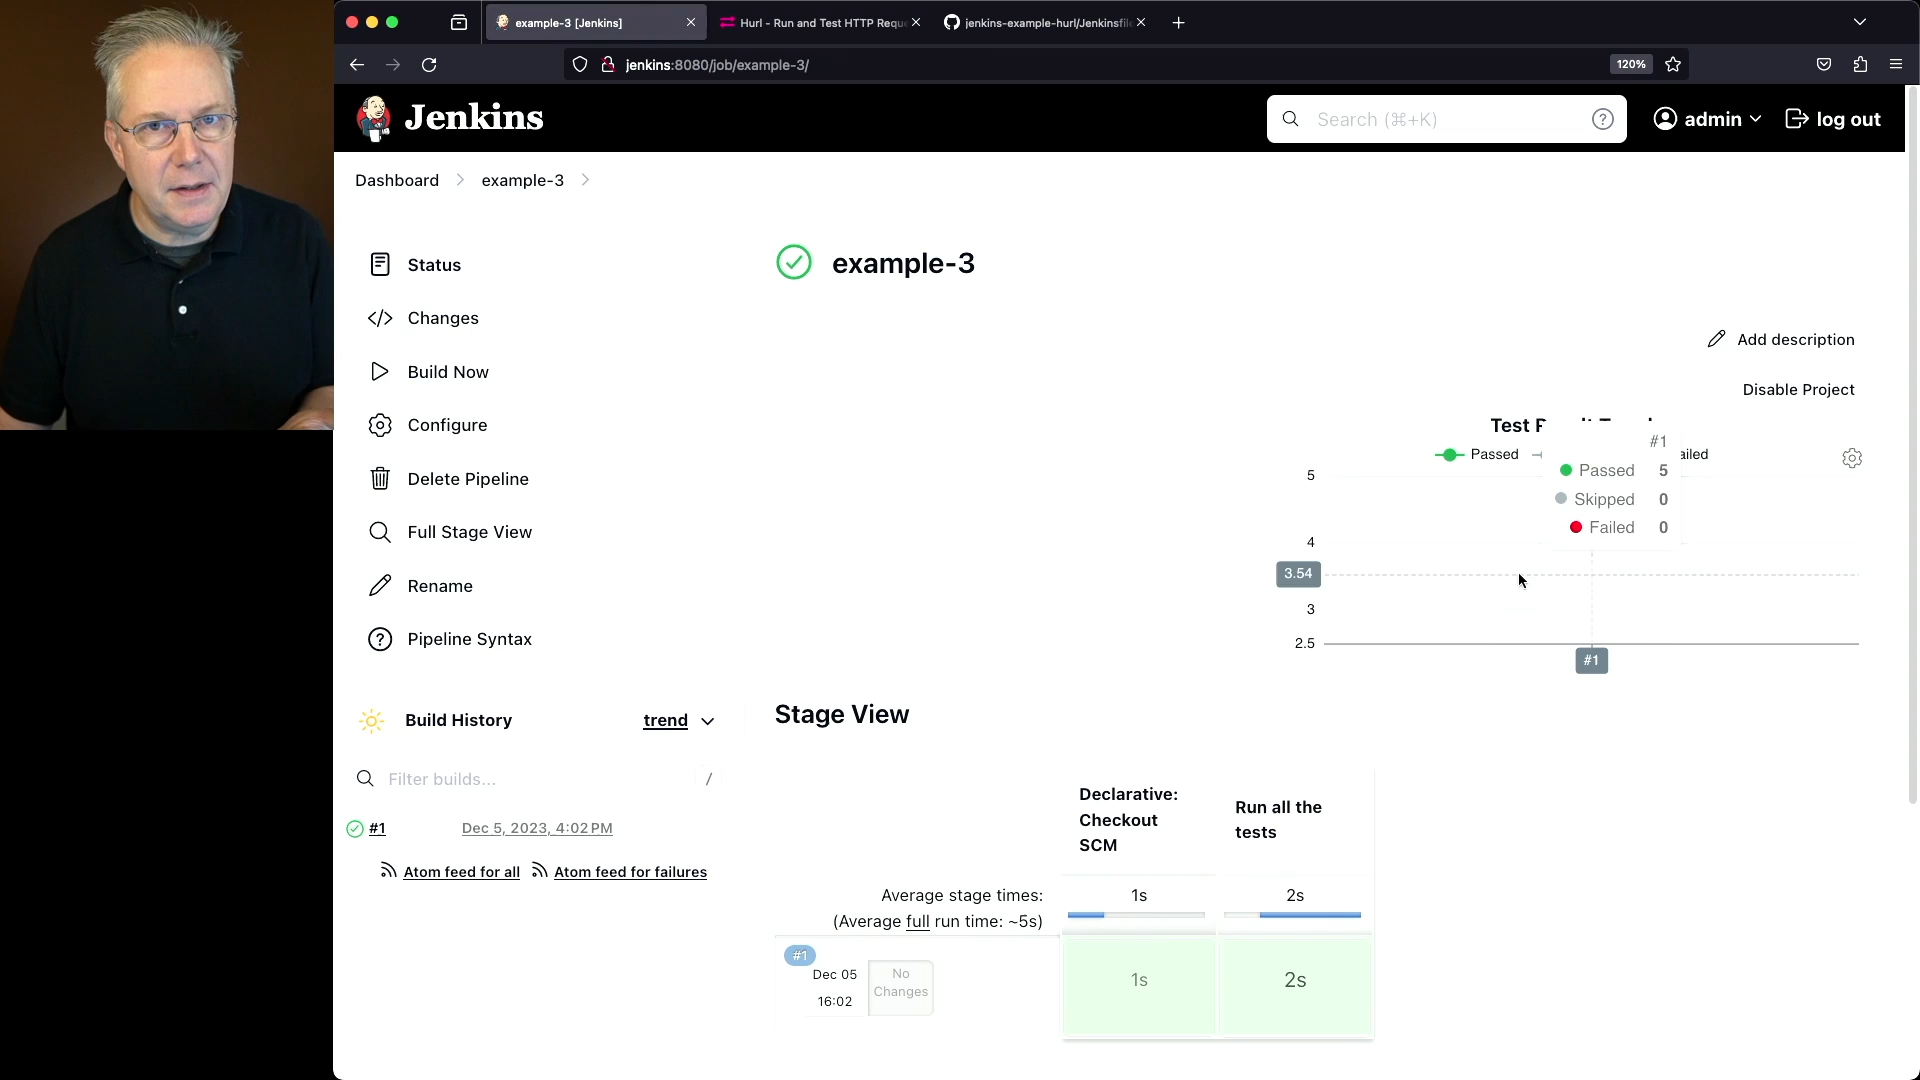 example-3 [Jenkins]
Hurl - Run and Test HTTP Reque
jenkins-example-hurl/Jenkinsfile
jenkins:8080/job/example-3/
120%
Jenkins
Search (⌘+K)
?
admin
log out
Dashboard
example-3
Status
Changes
Build Now
Configure
Delete Pipeline
Full Stage View
Rename
Pipeline Syntax
example-3
Add description
Disable Project
Test
Passed
ailed
#1
Passed 5
Skipped 0
Failed 0
5
4
3.54
3
2.5
#1
Build History
trend
Filter builds...
/
#1
Dec 5, 2023, 4:02 PM
Atom feed for all
Atom feed for failures
Stage View
Declarative:
Checkout
SCM
Run all the
tests
Average stage times:
(Average full run time: ~5s)
1s
2s
#1
Dec 05
16:02
No
Changes
1s
2s